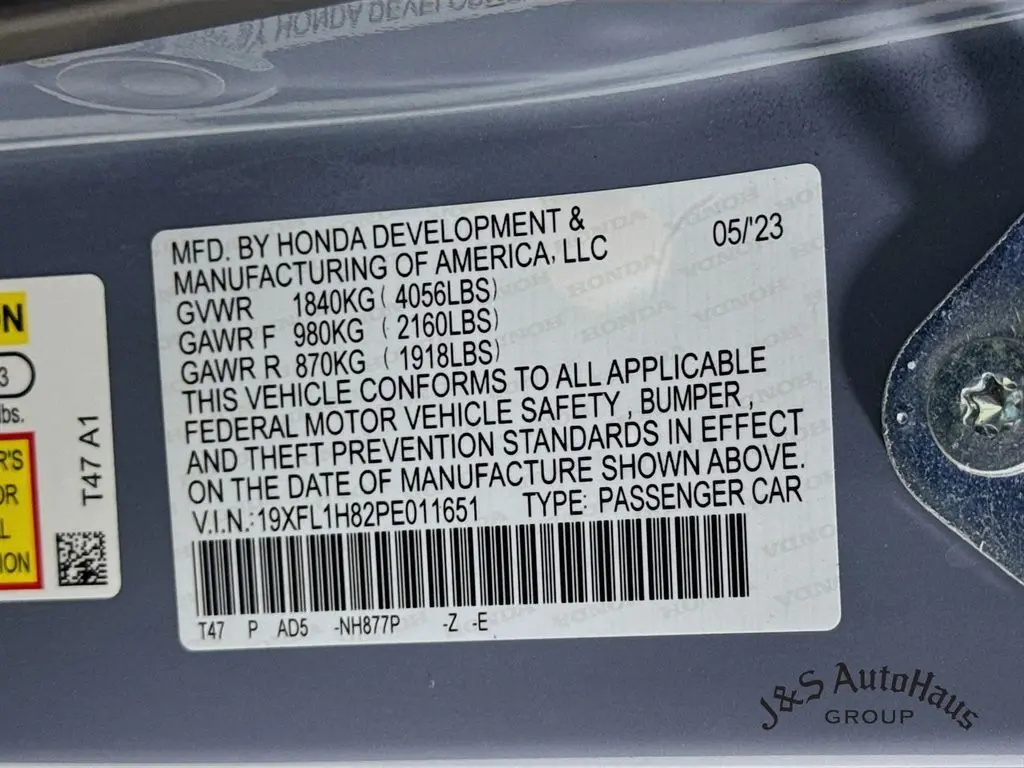 MFD. BY HONDA DEVELOPMENT &
MANUFACTURING OF AMERICA, LLC
05/'23
GVWR 1840KG ( 4056LBS)
GAWR F 980KG ( 2160LBS)
GAWR R 870KG ( 1918LBS)
THIS VEHICLE CONFORMS TO ALL APPLICABLE
FEDERAL MOTOR VEHICLE SAFETY , BUMPER ,
AND THEFT PREVENTION STANDARDS IN EFFECT
ON THE DATE OF MANUFACTURE SHOWN ABOVE.
V.I.N.:19XFL1H82PE011651 TYPE: PASSENGER CAR
T47 P AD5 -NH877P -Z -E
T47 A1
lbs.
J&S AutoHaus
GROUP